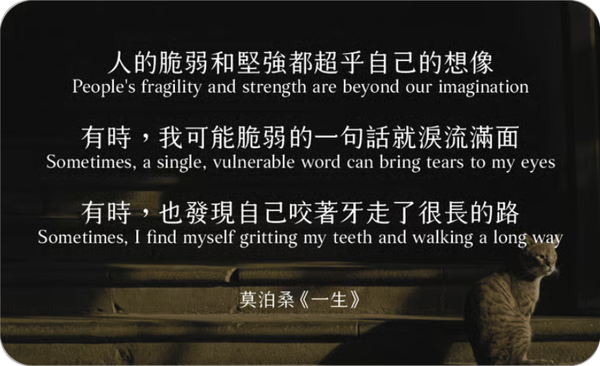 人的脆弱和堅強都超乎自己的想像
People's fragility and strength are beyond our imagination
有時，我可能脆弱的一句話就淚流滿面
Sometimes, a single, vulnerable word can bring tears to my eyes
有時，也發現自己咬著牙走了很長的路
Sometimes, I find myself gritting my teeth and walking a long way
莫泊桑《一生》